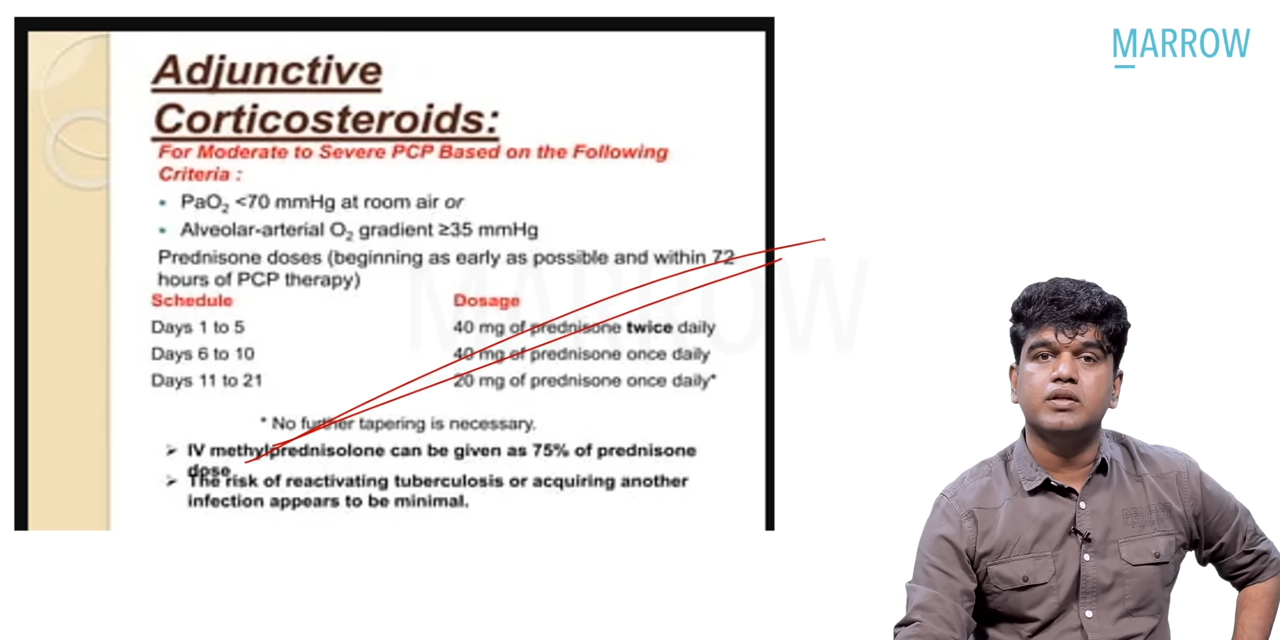 MARROW
Adjunctive
Corticosteroids:
For Moderate to Severe PCP Based on the Following
Criteria :
• PaO₂ <70 mmHg at room air or
• Alveolar-arterial O₂ gradient ≥35 mmHg
Prednisone doses (beginning as early as possible and within 72
hours of PCP therapy)
Schedule Dosage
Days 1 to 5 40 mg of prednisone twice daily
Days 6 to 10 40 mg of prednisone once daily
Days 11 to 21 20 mg of prednisone once daily*
* No further tapering is necessary.
➤ IV methylprednisolone can be given as 75% of prednisone
dose
➤ The risk of reactivating tuberculosis or acquiring another
infection appears to be minimal.
MARROW